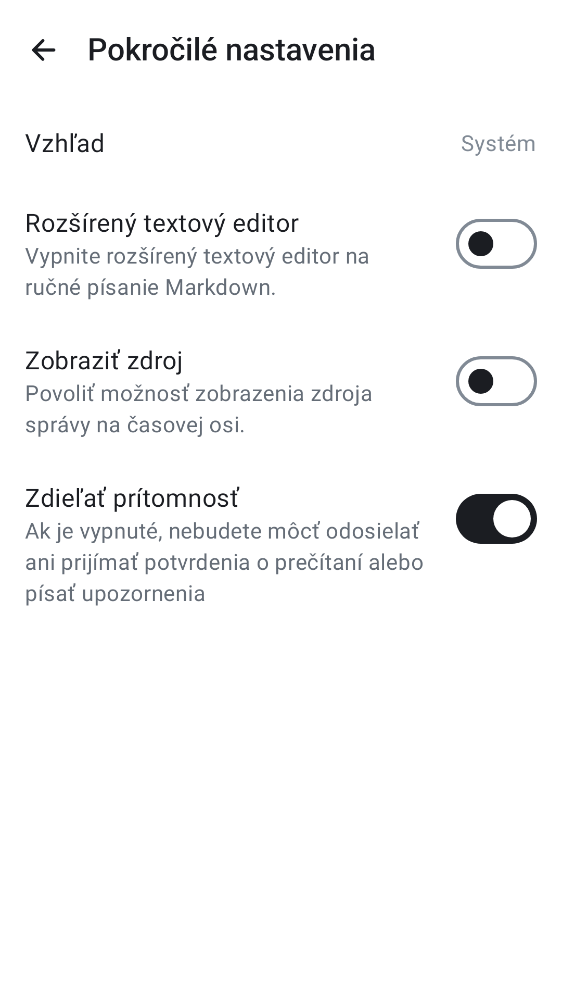 Pokročilé nastavenia
Vzhľad
Systém
Rozšírený textový editor
Vypnite rozšírený textový editor na
ručné písanie Markdown.
Zobraziť zdroj
Povoliť možnosť zobrazenia zdroja
správy na časovej osi.
Zdieľať prítomnosť
Ak je vypnuté, nebudete môcť odosielať
ani prijímať potvrdenia o prečítaní alebo
písať upozornenia